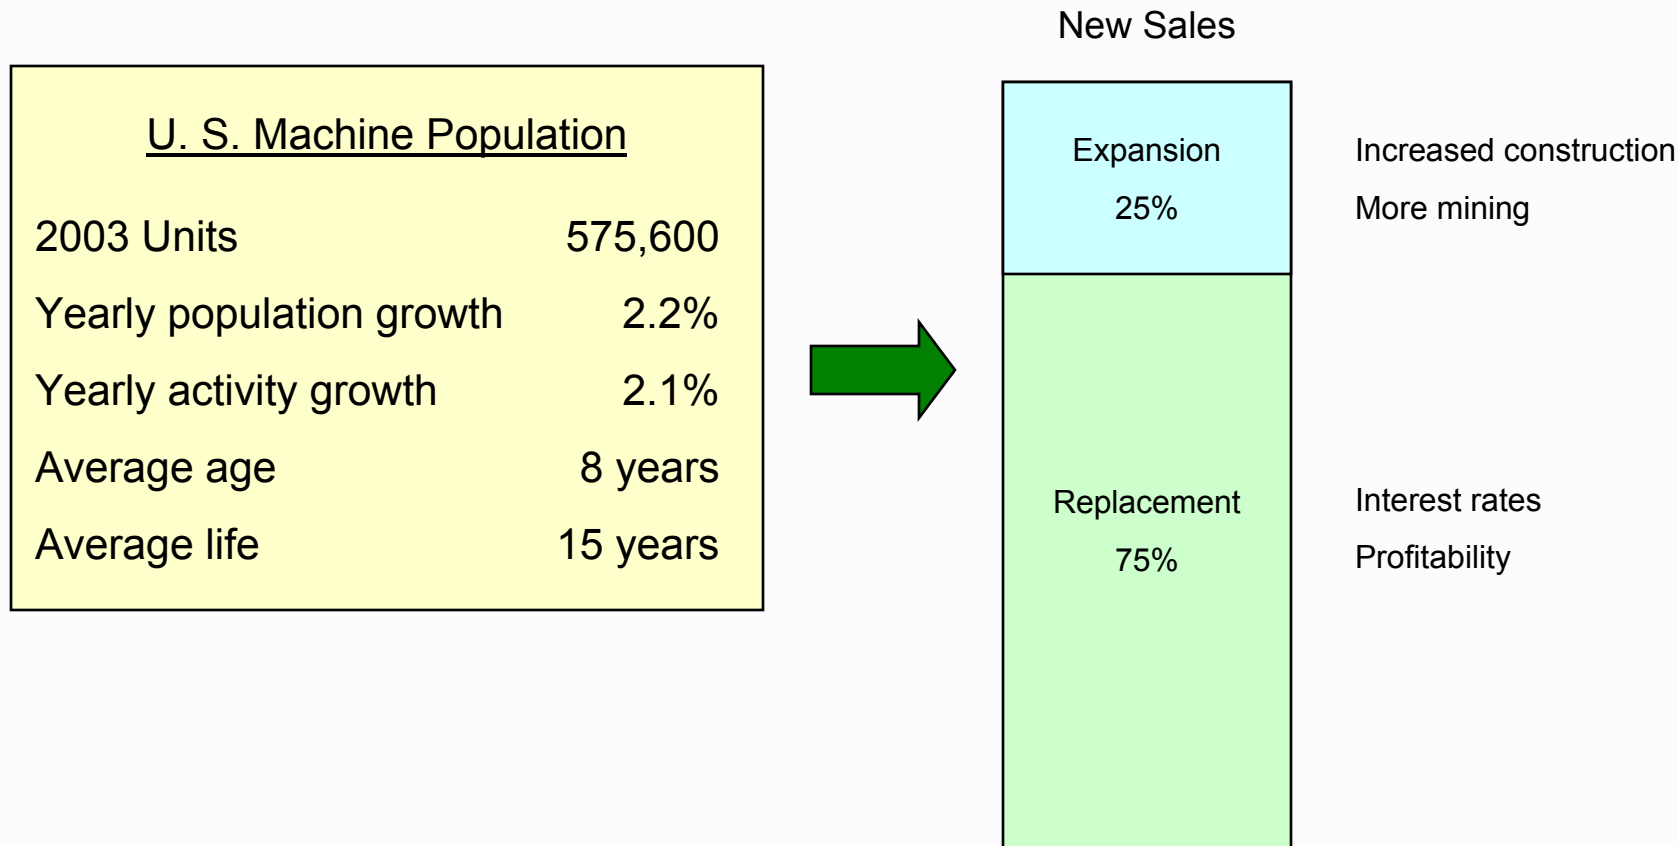 New Sales
U. S. Machine Population
2003 Units 575,600
Yearly population growth 2.2%
Yearly activity growth 2.1%
Average age 8 years
Average life 15 years
Expansion
25%
Increased construction
More mining
Replacement
75%
Interest rates
Profitability